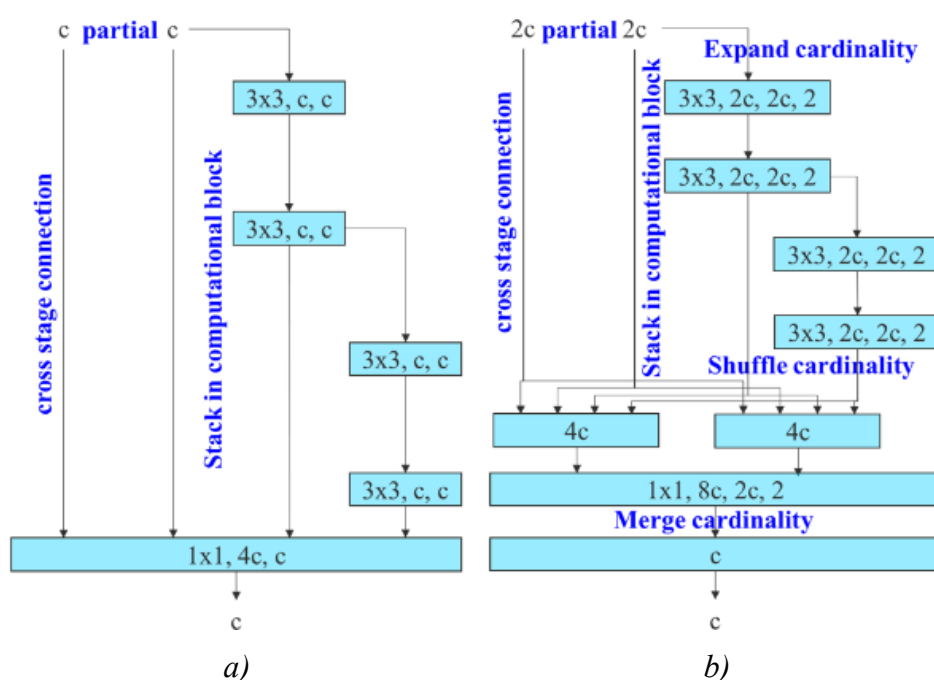 c partial c
3x3, c, c
cross stage connection
Stack in computational block
3x3, c, c
3x3, c, c
3x3, c, c
1x1, 4c, c
c
a)
2c partial 2c
Expand cardinality
3x3, 2c, 2c, 2
cross stage connection
Stack in computational block
3x3, 2c, 2c, 2
3x3, 2c, 2c, 2
3x3, 2c, 2c, 2
Shuffle cardinality
4c
4c
1x1, 8c, 2c, 2
Merge cardinality
c
c
b)